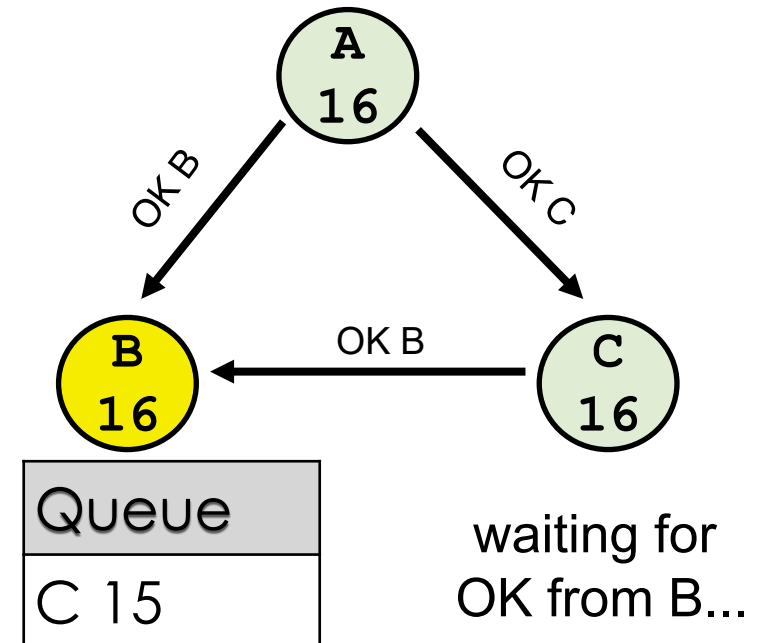 A
16
OK B
OK C
B
16
OK B
C
16
Queue
C 15
waiting for
OK from B...